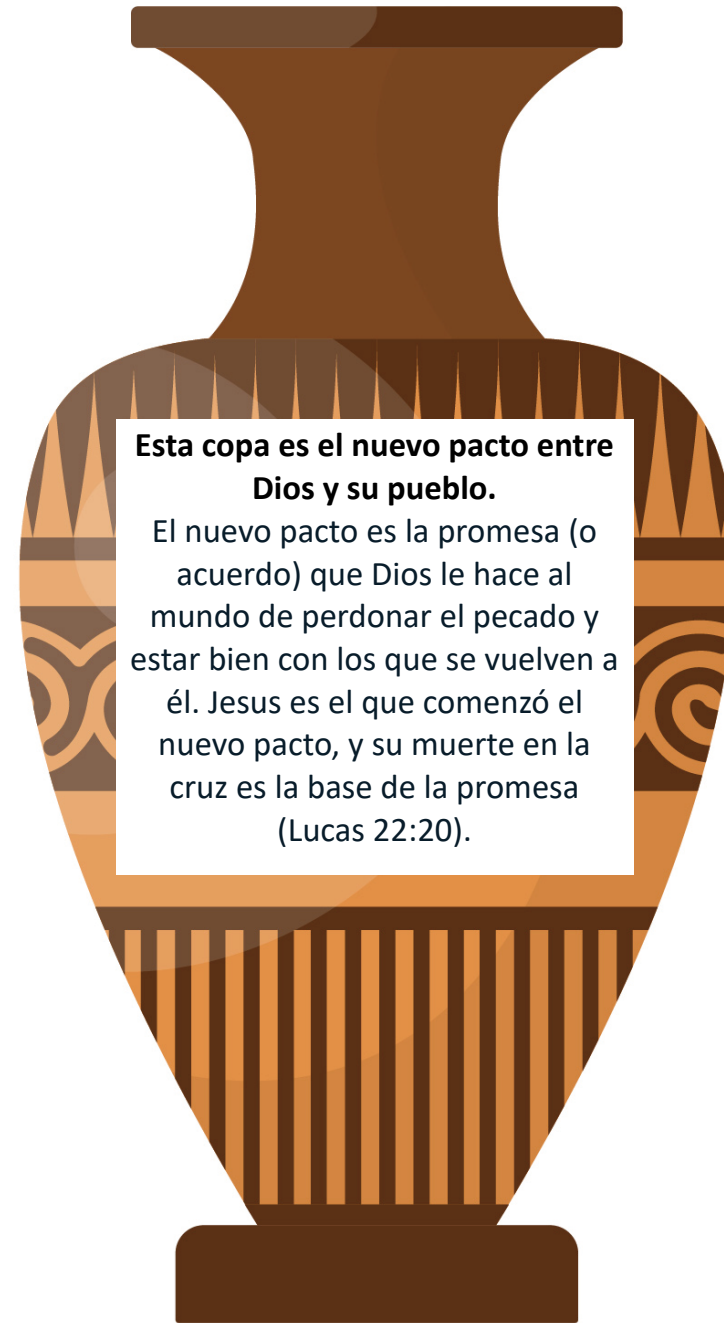 Esta copa es el nuevo pacto entre
Dios y su pueblo.
El nuevo pacto es la promesa (o
acuerdo) que Dios le hace al
mundo de perdonar el pecado y
estar bien con los que se vuelven a
él. Jesus es el que comenzó el
nuevo pacto, y su muerte en la
cruz es la base de la promesa
(Lucas 22:20).